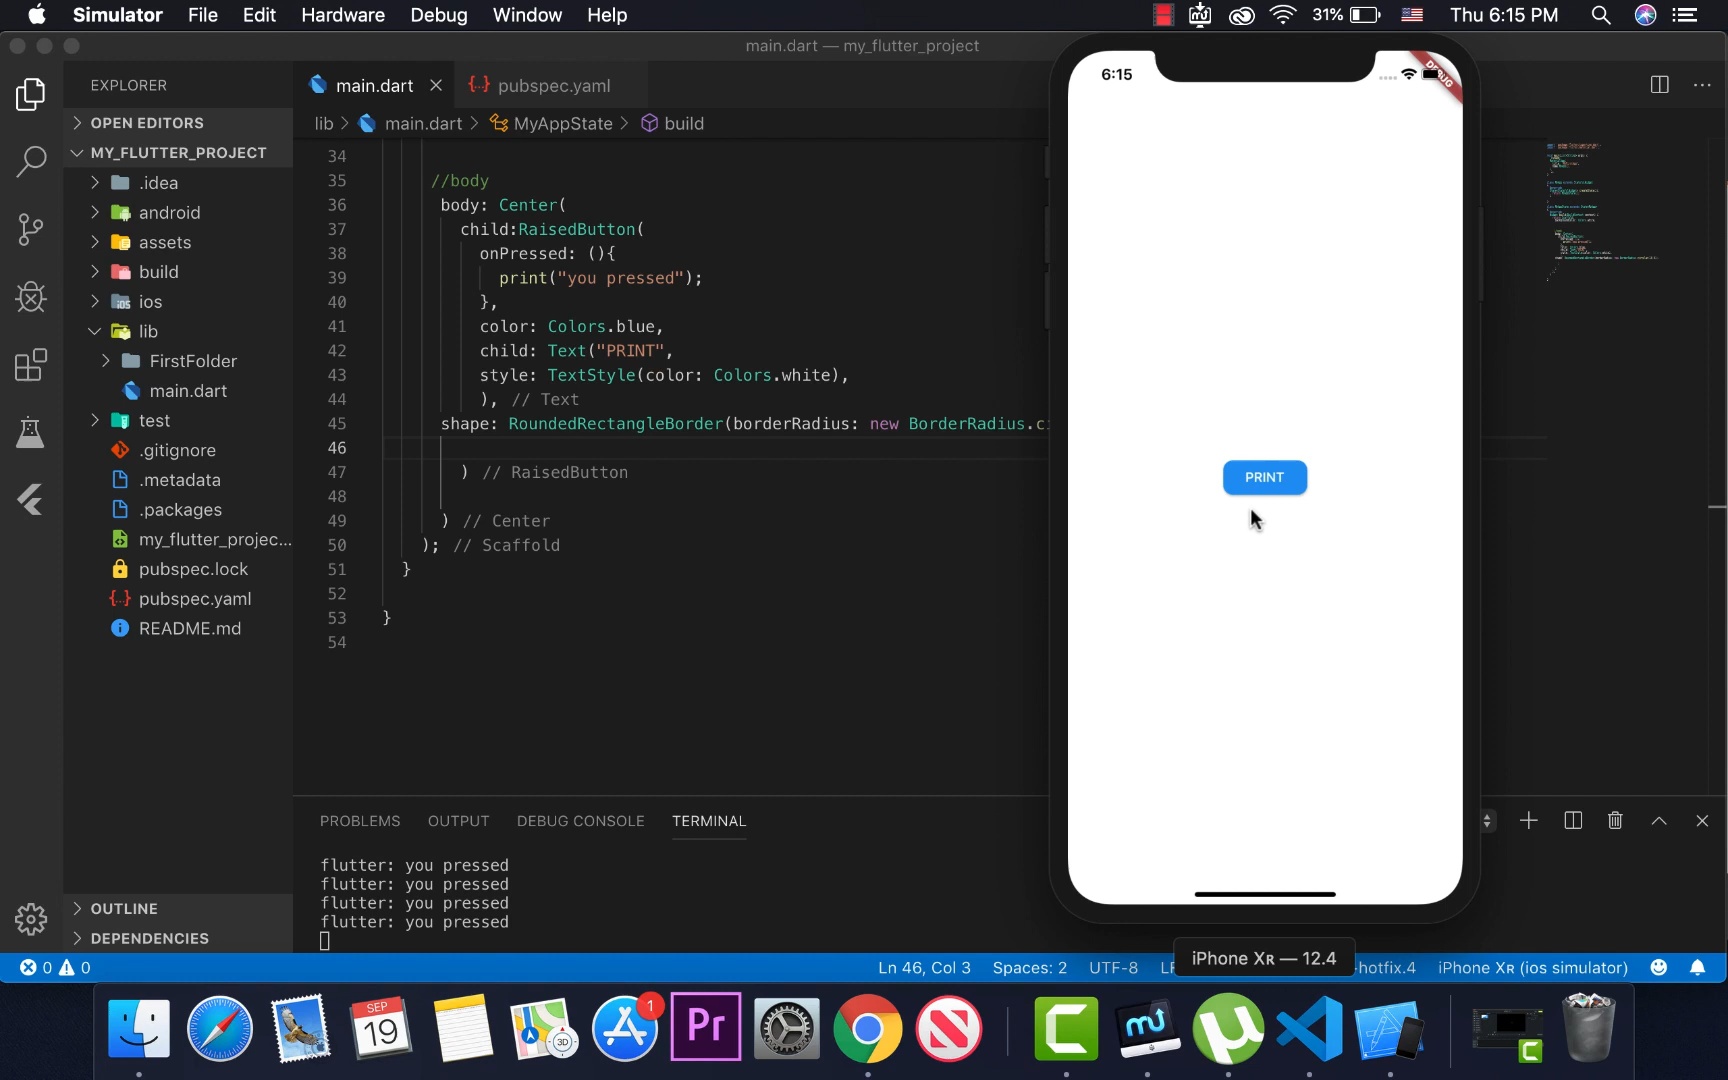 Simulator File Edit Hardware Debug Window Help
31% Thu 6:15 PM
main.dart — my_flutter_project
EXPLORER
OPEN EDITORS
MY_FLUTTER_PROJECT
.idea
android
assets
build
ios
lib
FirstFolder
main.dart
test
.gitignore
.metadata
.packages
my_flutter_projec...
pubspec.lock
pubspec.yaml
README.md
OUTLINE
DEPENDENCIES
main.dart
pubspec.yaml
lib > main.dart > MyAppState > build
34
35 //body
36 body: Center(
37 child:RaisedButton(
38 onPressed: (){
39 print("you pressed");
40 },
41 color: Colors.blue,
42 child: Text("PRINT",
43 style: TextStyle(color: Colors.white),
44 ), // Text
45 shape: RoundedRectangleBorder(borderRadius: new BorderRadius.ci
46
47 ) // RaisedButton
48
49 ) // Center
50 ); // Scaffold
51 }
52
53 }
54
6:15
DEBUG
PRINT
PROBLEMS OUTPUT DEBUG CONSOLE TERMINAL
flutter: you pressed
flutter: you pressed
flutter: you pressed
flutter: you pressed
iPhone XR — 12.4
0 0 Ln 46, Col 3 Spaces: 2 UTF-8 -hotfix.4 iPhone XR (ios simulator)
SEP
19
3D
1
Pr